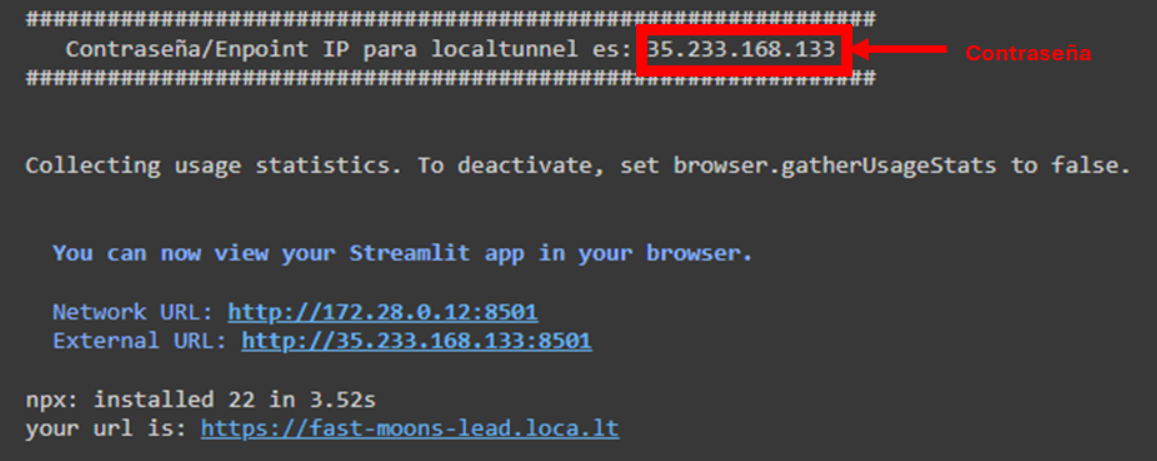 ################################################################
Contraseña/Enpoint IP para localtunnel es: 35.233.168.133 Contraseña
################################################################
Collecting usage statistics. To deactivate, set browser.gatherUsageStats to false.
You can now view your Streamlit app in your browser.
Network URL: http://172.28.0.12:8501
External URL: http://35.233.168.133:8501
npx: installed 22 in 3.52s
your url is: https://fast-moons-lead.loca.lt